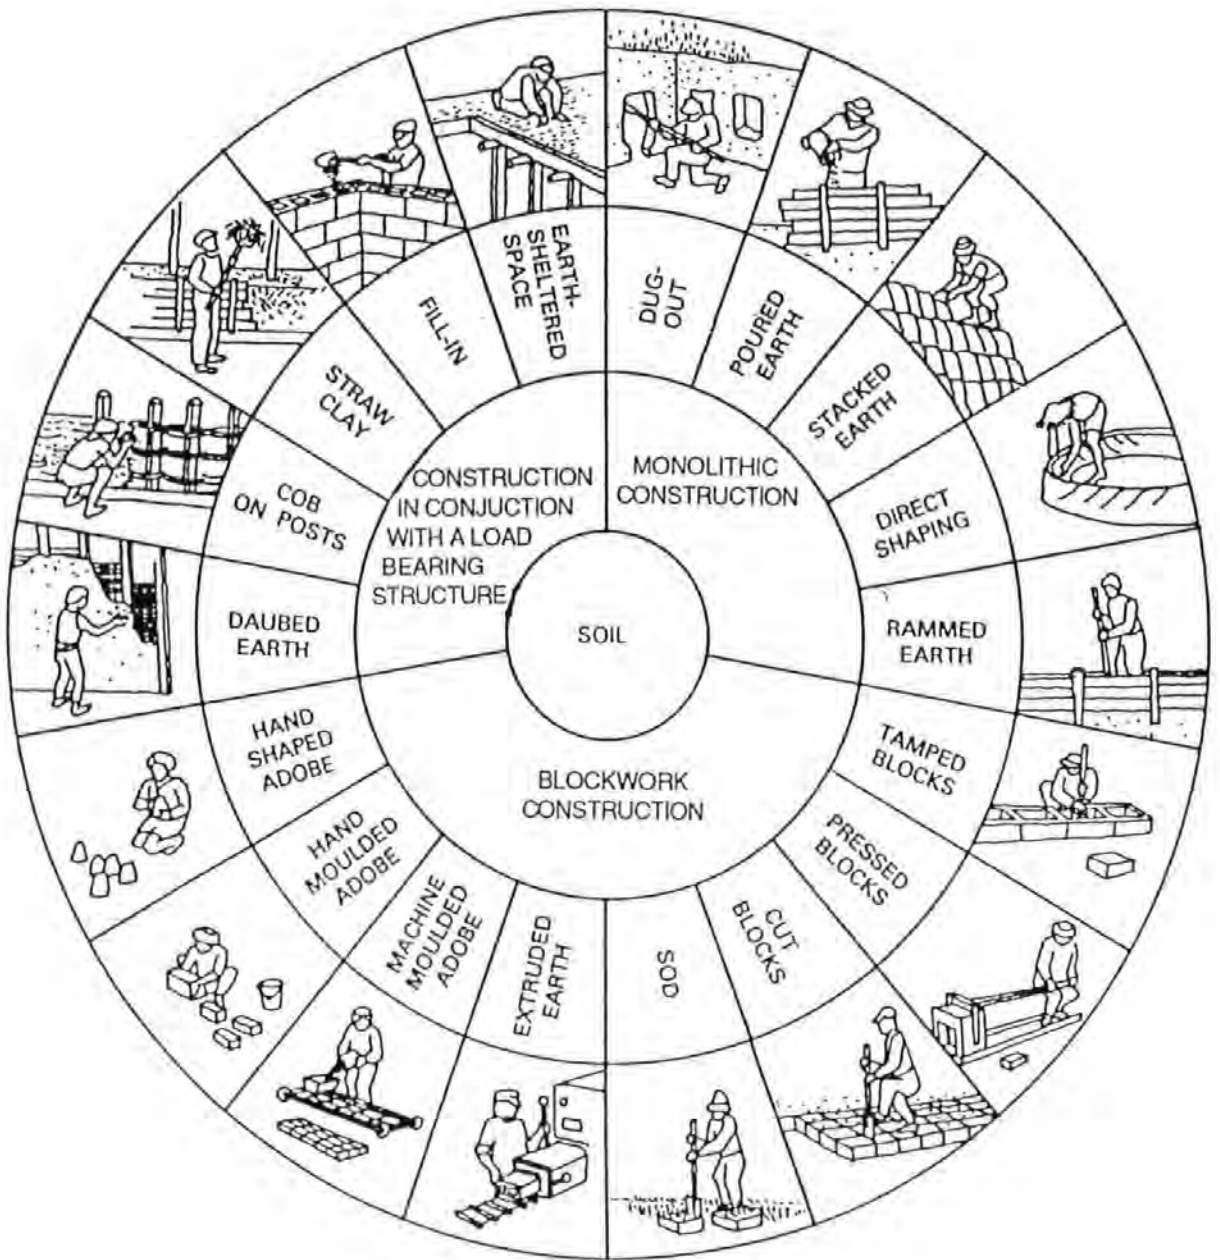 SOIL
MONOLITHIC
CONSTRUCTION
DUG-
OUT
POURED
EARTH
STACKED
EARTH
DIRECT
SHAPING
RAMMED
EARTH
BLOCKWORK
CONSTRUCTION
TAMPED
BLOCKS
PRESSED
BLOCKS
CUT
BLOCKS
SOD
EXTRUDED
EARTH
MACHINE
MOULDED
ADOBE
HAND
MOULDED
ADOBE
HAND
SHAPED
ADOBE
CONSTRUCTION
IN CONJUCTION
WITH A LOAD
BEARING
STRUCTURE
DAUBED
EARTH
COB
ON POSTS
STRAW
CLAY
FILL-IN
EARTH-
SHELTERED
SPACE